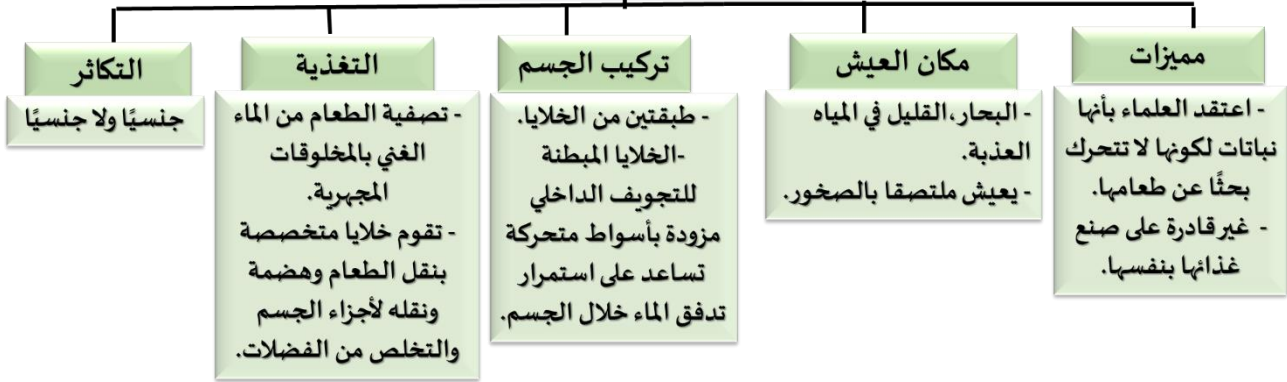 مميزات
- اعتقد العلماء بأنها
نباتات لكونها لا تتحرك
بحثًا عن طعامها.
- غير قادرة على صنع
غذائها بنفسها.
مكان العيش
- البحار، القليل في المياه
العذبة.
- يعيش ملتصقا بالصخور.
تركيب الجسم
- طبقتين من الخلايا.
-الخلايا المبطنة
للتجويف الداخلي
مزودة بأسواط متحركة
تساعد على استمرار
تدفق الماء خلال الجسم.
التغذية
- تصفية الطعام من الماء
الغني بالمخلوقات
المجهرية.
- تقوم خلايا متخصصة
بنقل الطعام وهضمة
ونقله لأجزاء الجسم
والتخلص من الفضلات.
التكاثر
جنسيًا ولا جنسيًا